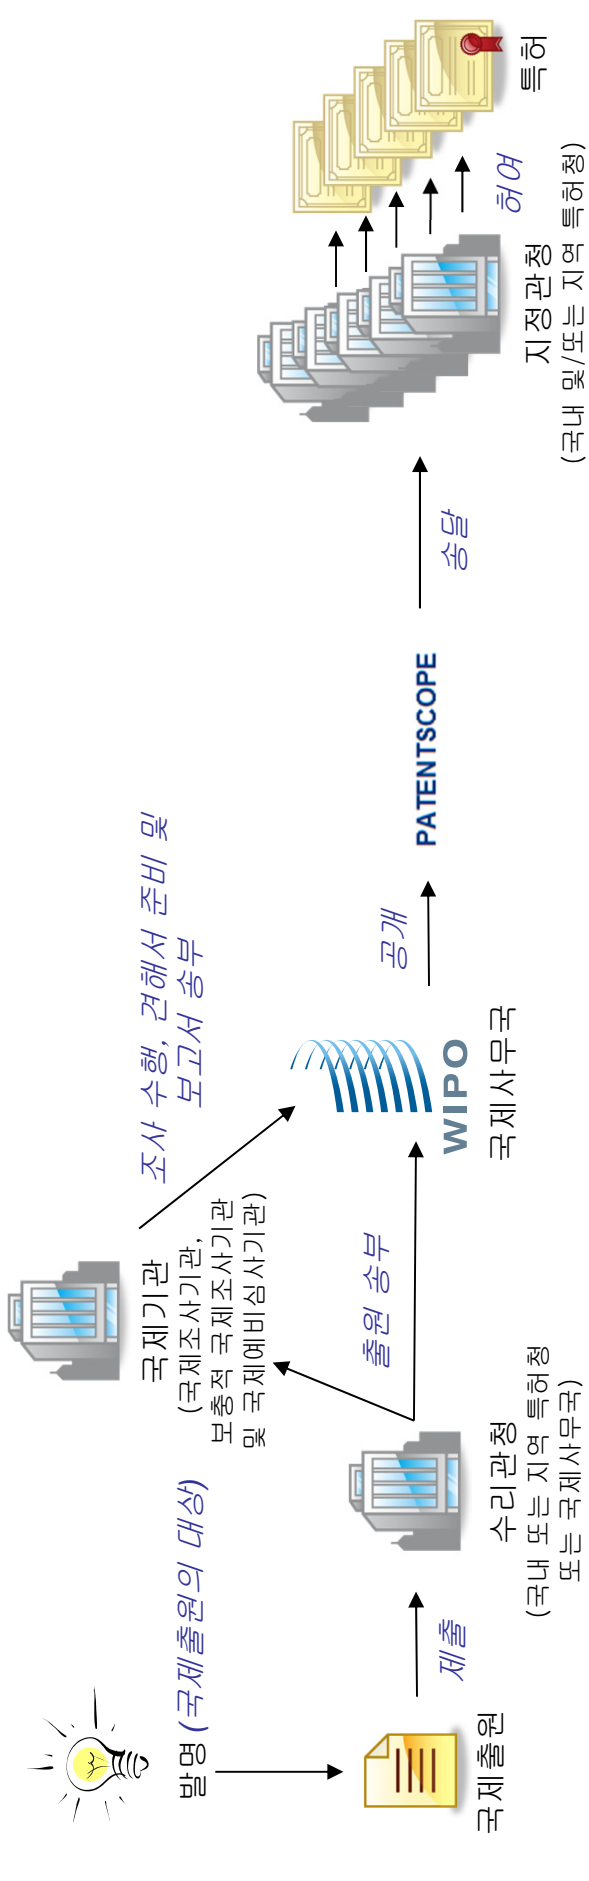 발명 (국제출원의 대상)
국제출원
제출
수리관청
(국내 또는 지역 특허청
또는 국제사무국)
출원 송부
국제기관
(국제조사기관,
보충적 국제조사기관
및 국제예비심사기관)
조사 수행, 견해서 준비 및
보고서 송부
WIPO
국제사무국
공개
PATENTSCOPE
송달
지정관청
(국내 및/또는 지역 특허청)
허여
특허